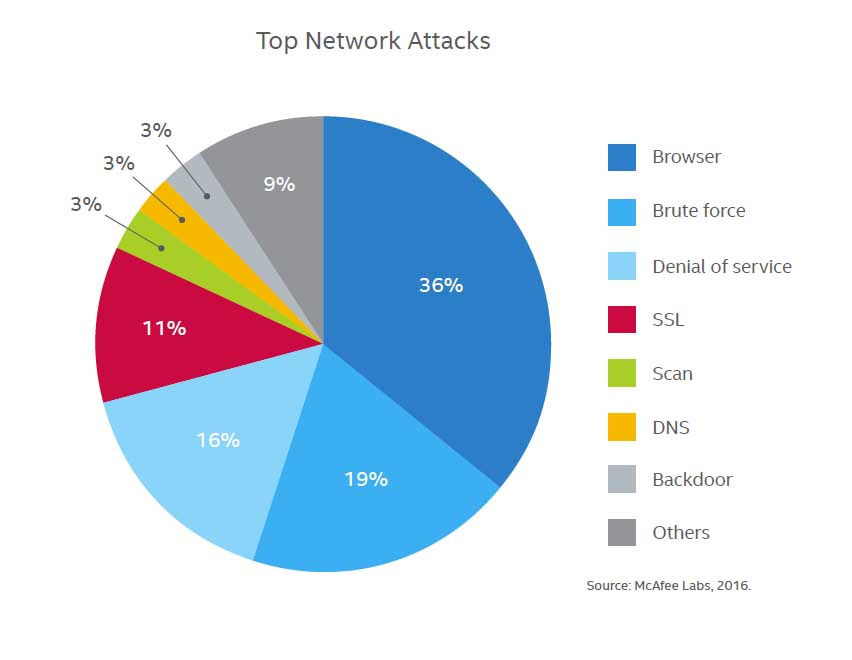 Top Network Attacks
3%
3%
3%
9%
36%
11%
16%
19%
Browser
Brute force
Denial of service
SSL
Scan
DNS
Backdoor
Others
Source: McAfee Labs, 2016.